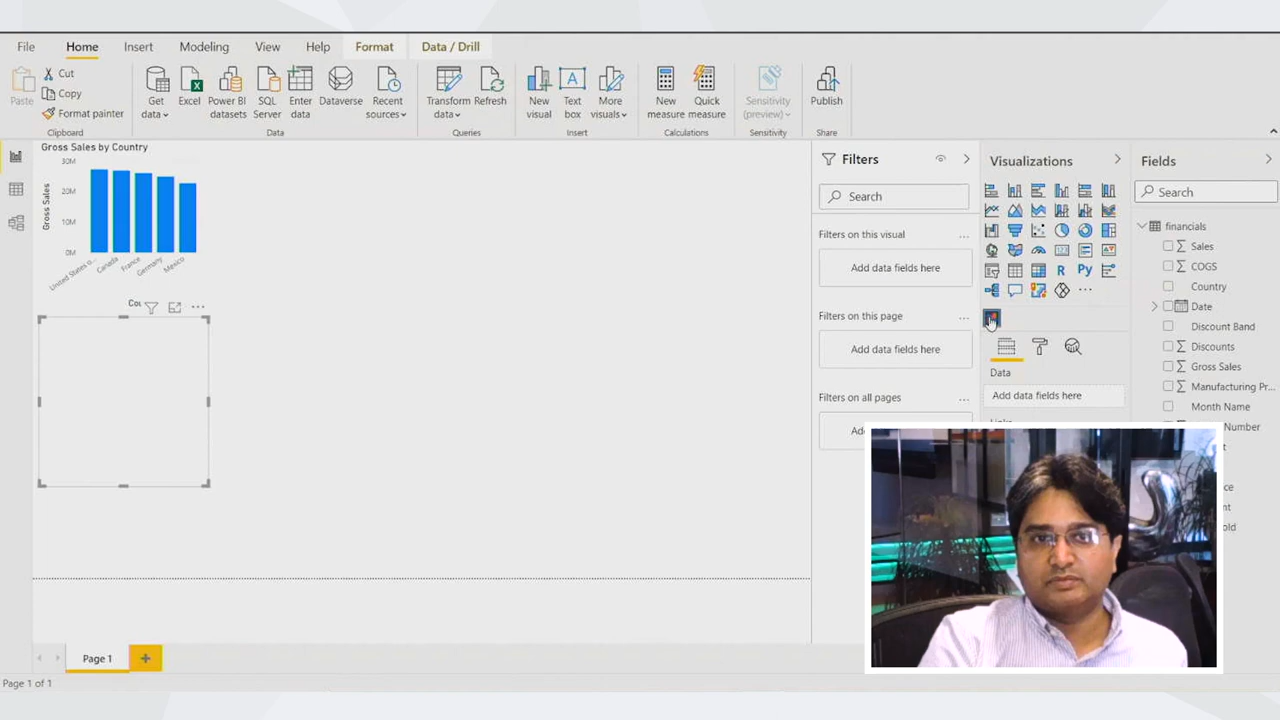 File Home Insert Modeling View Help Format Data / Drill
Paste
Cut
Copy
Format painter
Clipboard
Get data
Excel
Power BI datasets
SQL Server
Enter data
Dataverse
Recent sources
Data
Transform data
Refresh
Queries
New visual
Text box
More visuals
Insert
New measure
Quick measure
Calculations
Sensitivity (preview)
Sensitivity
Publish
Share
Gross Sales by Country
30M
20M
10M
0M
Gross Sales
United States o...
Canada
France
Germany
Mexico
Filters
Search
Filters on this visual ...
Add data fields here
Filters on this page ...
Add data fields here
Filters on all pages ...
Visualizations
R Py
...
Data
Add data fields here
Fields
Search
financials
Sales
COGS
Country
Date
Discount Band
Discounts
Gross Sales
Manufacturing Pr...
Month Name
Page 1
Page 1 of 1